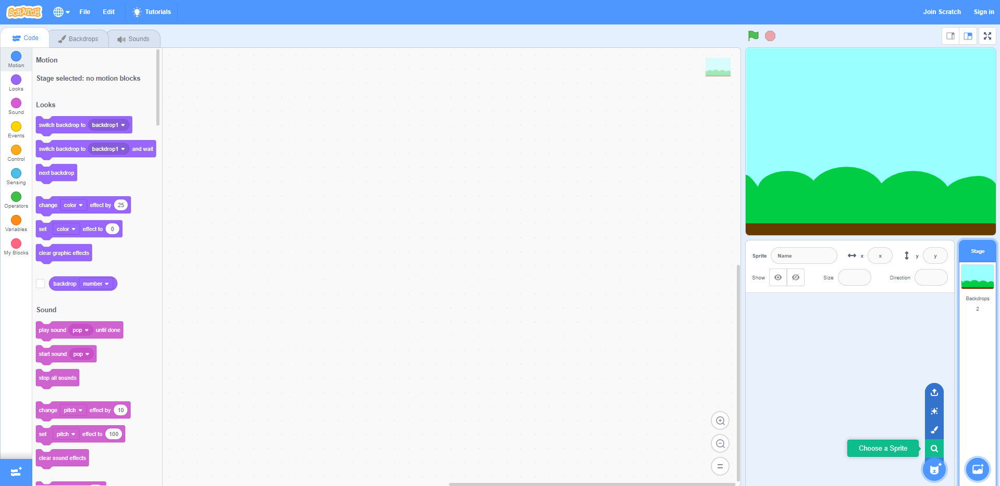 SCRATCH
File
Edit
Tutorials
Join Scratch
Sign in
Code
Backdrops
Sounds
Motion
Looks
Sound
Events
Control
Sensing
Operators
Variables
My Blocks
Motion
Stage selected: no motion blocks
Looks
switch backdrop to backdrop1
switch backdrop to backdrop1 and wait
next backdrop
change color effect by 25
set color effect to 0
clear graphic effects
backdrop number
Sound
play sound pop until done
start sound pop
stop all sounds
change pitch effect by 10
set pitch effect to 100
clear sound effects
Sprite Name x x y y
Show Size Direction
Choose a Sprite
Stage
Backdrops
2